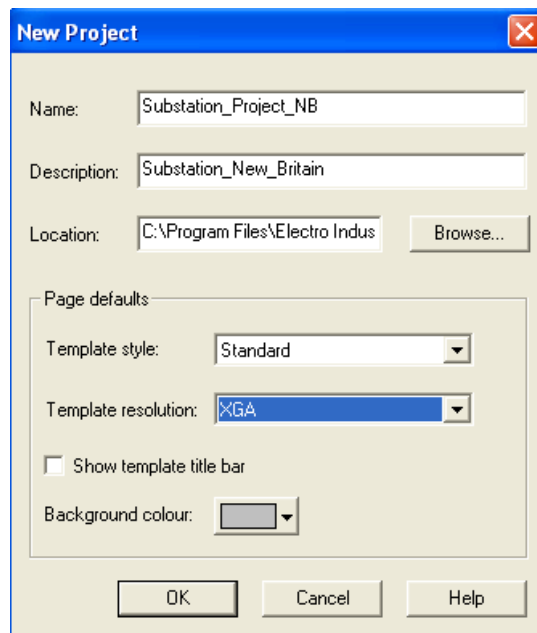 New Project
Name: Substation_Project_NB
Description: Substation_New_Britain
Location: C:\Program Files\Electro Indus Browse...
Page defaults
Template style: Standard
Template resolution: XGA
Show template title bar
Background colour:
OK Cancel Help